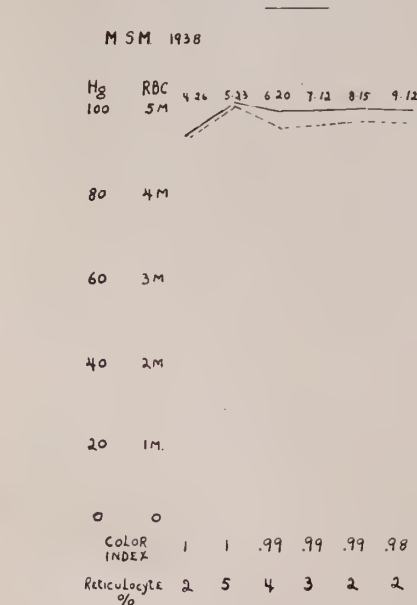 M S M. 1938
Hg RBC 4.26 5.23 6.20 7.12 8.15 9.12
100 5M
80 4M
60 3M
40 2M
20 1M.
0 0
COLOR INDEX 1 1 .99 .99 .99 .98
Reticulocyte % 2 5 4 3 2 2